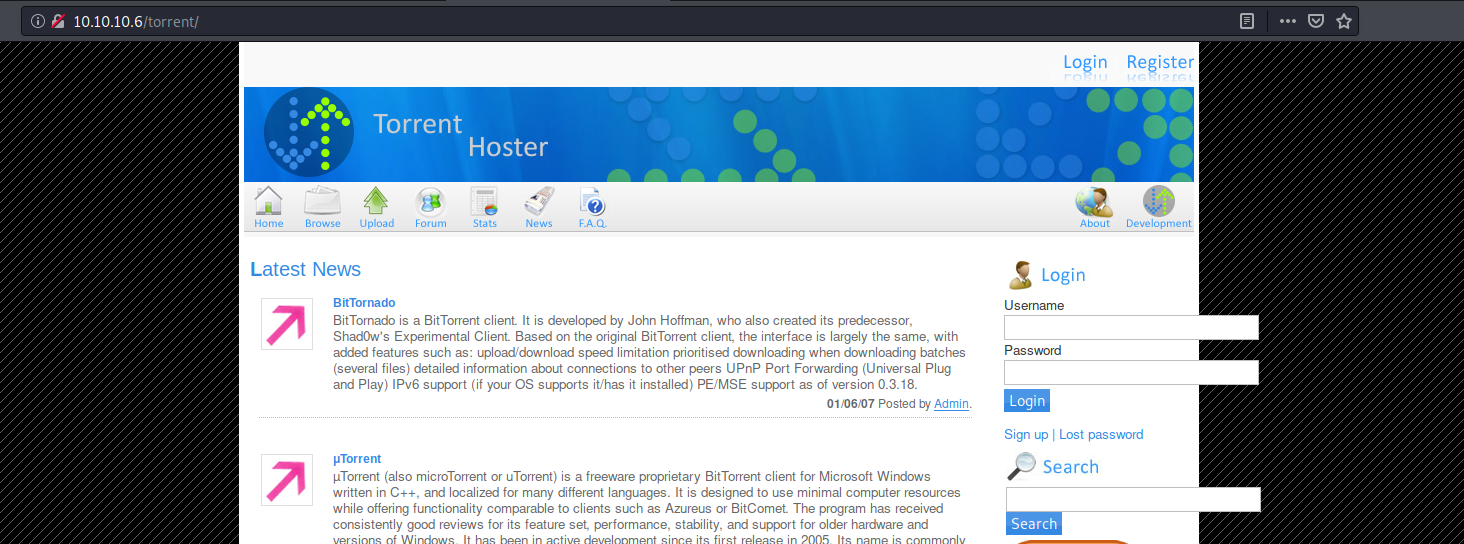 10.10.10.6/torrent/
Login Register
Torrent
Hoster
Home Browse Upload Forum Stats News F.A.Q. About Development
Latest News
BitTornado
BitTornado is a BitTorrent client. It is developed by John Hoffman, who also created its predecessor,
Shad0w's Experimental Client. Based on the original BitTorrent client, the interface is largely the same, with
added features such as: upload/download speed limitation prioritised downloading when downloading batches
(several files) detailed information about connections to other peers UPnP Port Forwarding (Universal Plug
and Play) IPv6 support (if your OS supports it/has it installed) PE/MSE support as of version 0.3.18.
01/06/07 Posted by Admin.
µTorrent
µTorrent (also microTorrent or uTorrent) is a freeware proprietary BitTorrent client for Microsoft Windows
written in C++, and localized for many different languages. It is designed to use minimal computer resources
while offering functionality comparable to clients such as Azureus or BitComet. The program has received
consistently good reviews for its feature set, performance, stability, and support for older hardware and
versions of Windows. It has been in active development since its first release in 2005. Its name is commonly
Login
Username
Password
Login
Sign up | Lost password
Search
Search